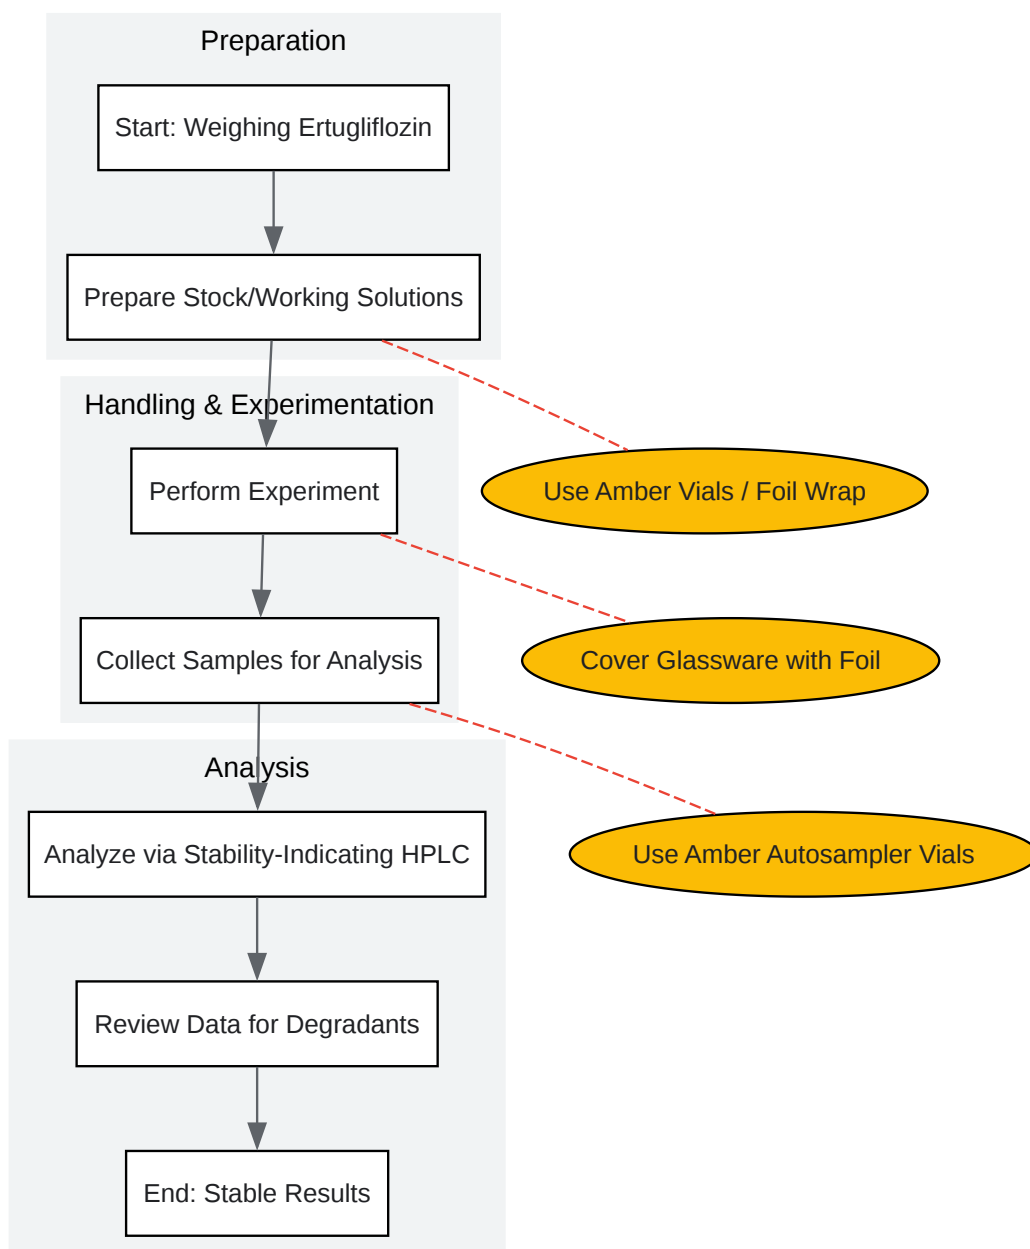 Preparation
Start: Weighing Ertugliflozin
Prepare Stock/Working Solutions
Handling & Experimentation
Perform Experiment
Use Amber Vials / Foil Wrap
Collect Samples for Analysis
Cover Glassware with Foil
Analysis
Analyze via Stability-Indicating HPLC
Use Amber Autosampler Vials
Review Data for Degradants
End: Stable Results